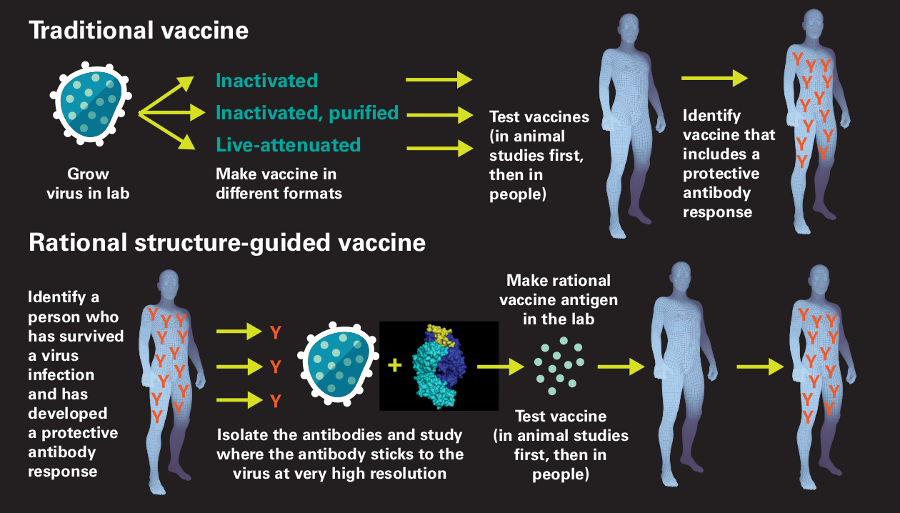 Traditional vaccine
Grow
virus in lab
Inactivated
Inactivated, purified
Live-attenuated
Make vaccine in
different formats
Test vaccines
(in animal
studies first,
then in
people)
Identify
vaccine that
includes a
protective
antibody
response
Y Y Y Y Y Y Y Y Y Y Y
Rational structure-guided vaccine
Identify a
person who
has survived
a virus
infection
and has
developed
a protective
antibody
response
Y Y Y Y Y Y Y Y Y Y Y
Y
Y
Y
+
Isolate the antibodies and study
where the antibody sticks to the
virus at very high resolution
Make rational
vaccine antigen
in the lab
Test vaccine
(in animal studies
first, then in
people)
Y Y Y Y Y Y Y Y Y Y Y